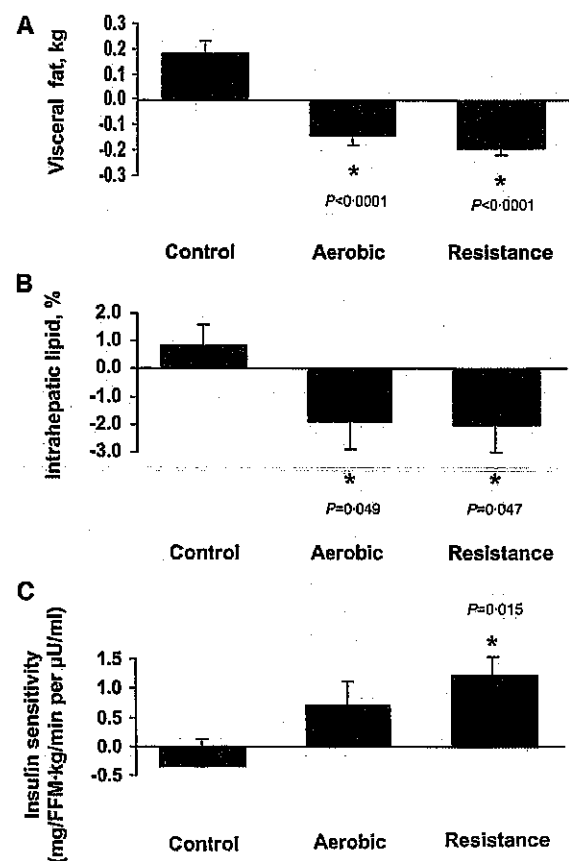 A
Visceral fat, kg
0.3
0.2
0.1
0.0
-0.1
-0.2
-0.3
*
*
P<0·0001
P<0·0001
Control
Aerobic
Resistance
B
Intrahepatic lipid, %
2.0
1.0
0.0
-1.0
-2.0
-3.0
*
*
P=0·049
P=0·047
Control
Aerobic
Resistance
C
P=0·015
*
Insulin sensitivity
(mg/FFM·kg/min per µU/ml)
1.5
1.0
0.5
0.0
-0.5
Control
Aerobic
Resistance